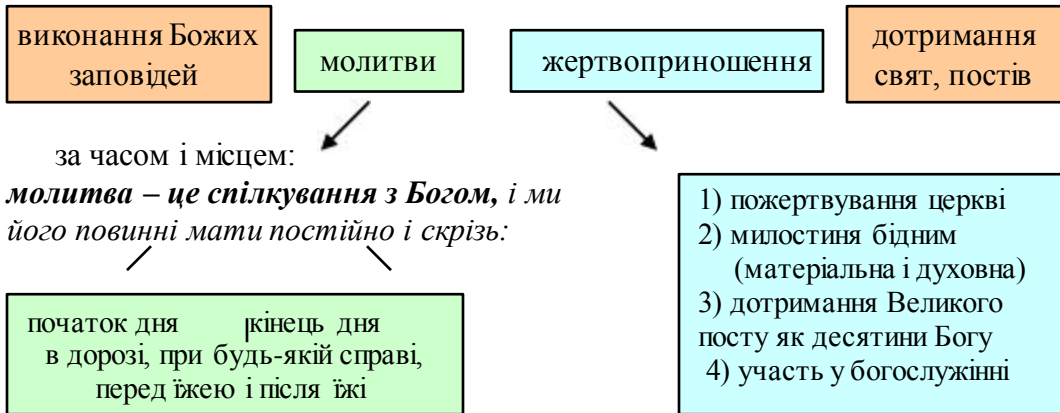 виконання Божих
заповідей
молитви
жертвоприношення
дотримання
свят, постів
за часом і місцем:
молитва – це спілкування з Богом, і ми
його повинні мати постійно і скрізь:
початок дня кінець дня
в дорозі, при будь-якій справі,
перед їжею і після їжі
1) пожертвування церкві
2) милостиня бідним
(матеріальна і духовна)
3) дотримання Великого
посту як десятини Богу
4) участь у богослужінні